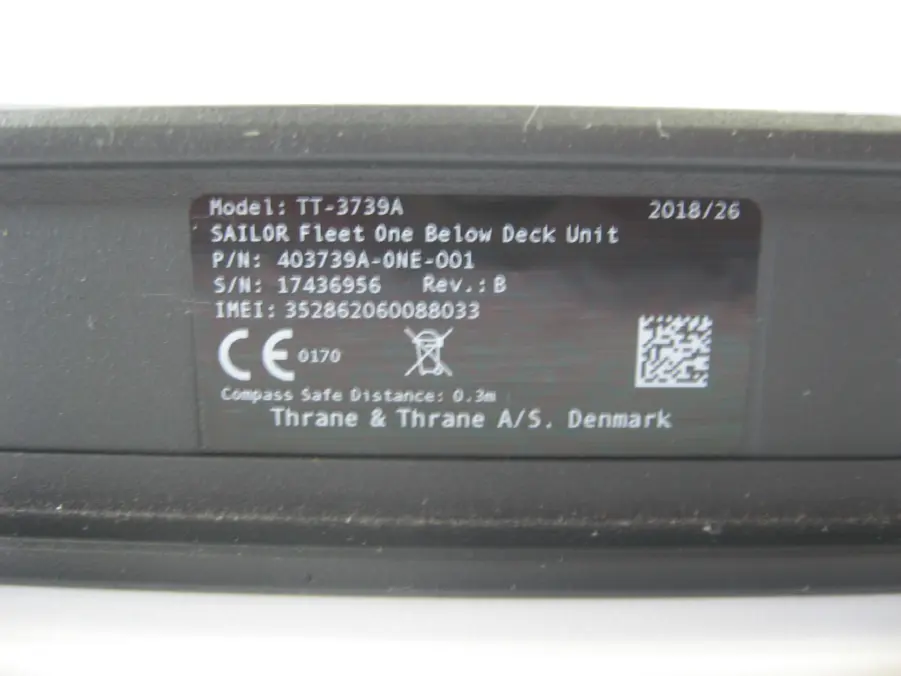 Model: TT-3739A 2018/26
SAILOR Fleet One Below Deck Unit
P/N: 403739A-0NE-001
S/N: 17436956 Rev.: B
IMEI: 352862060088033
CE 0170
Compass Safe Distance: 0.3m
Thrane & Thrane A/S. Denmark